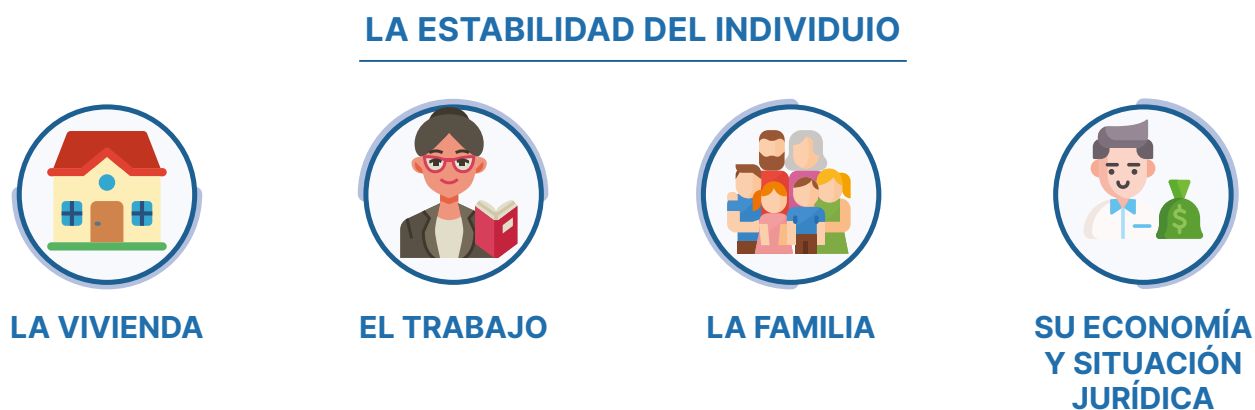 LA ESTABILIDAD DEL INDIVIDUIO
LA VIVIENDA
EL TRABAJO
LA FAMILIA
SU ECONOMÍA
Y SITUACIÓN
JURÍDICA
$